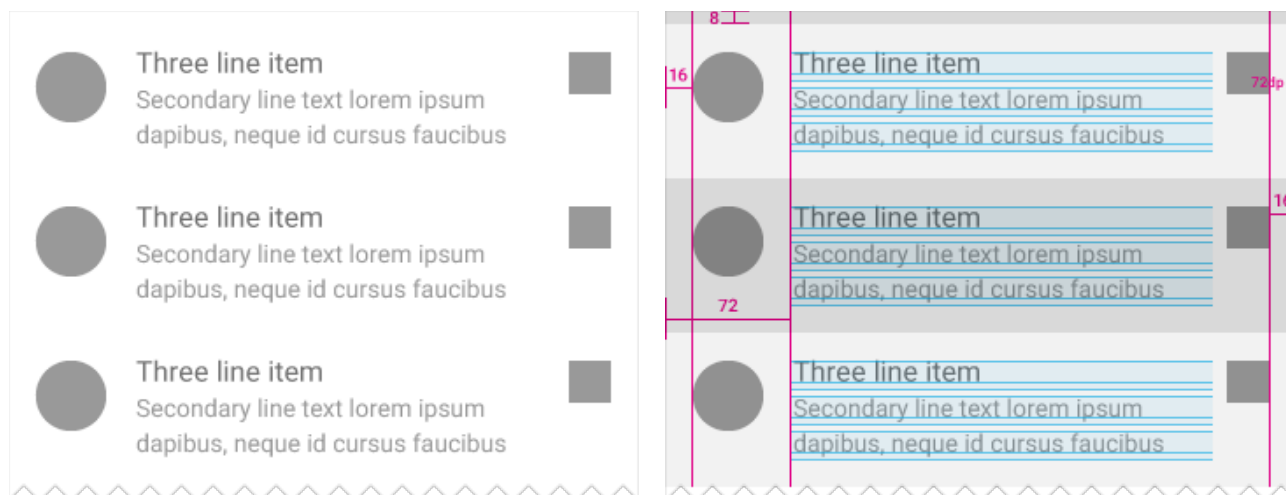 Three line item
Secondary line text lorem ipsum
dapibus, neque id cursus faucibus
Three line item
Secondary line text lorem ipsum
dapibus, neque id cursus faucibus
Three line item
Secondary line text lorem ipsum
dapibus, neque id cursus faucibus
8
16
Three line item
72dp
Secondary line text lorem ipsum
dapibus, neque id cursus faucibus
16
Three line item
Secondary line text lorem ipsum
dapibus, neque id cursus faucibus
72
Three line item
Secondary line text lorem ipsum
dapibus, neque id cursus faucibus